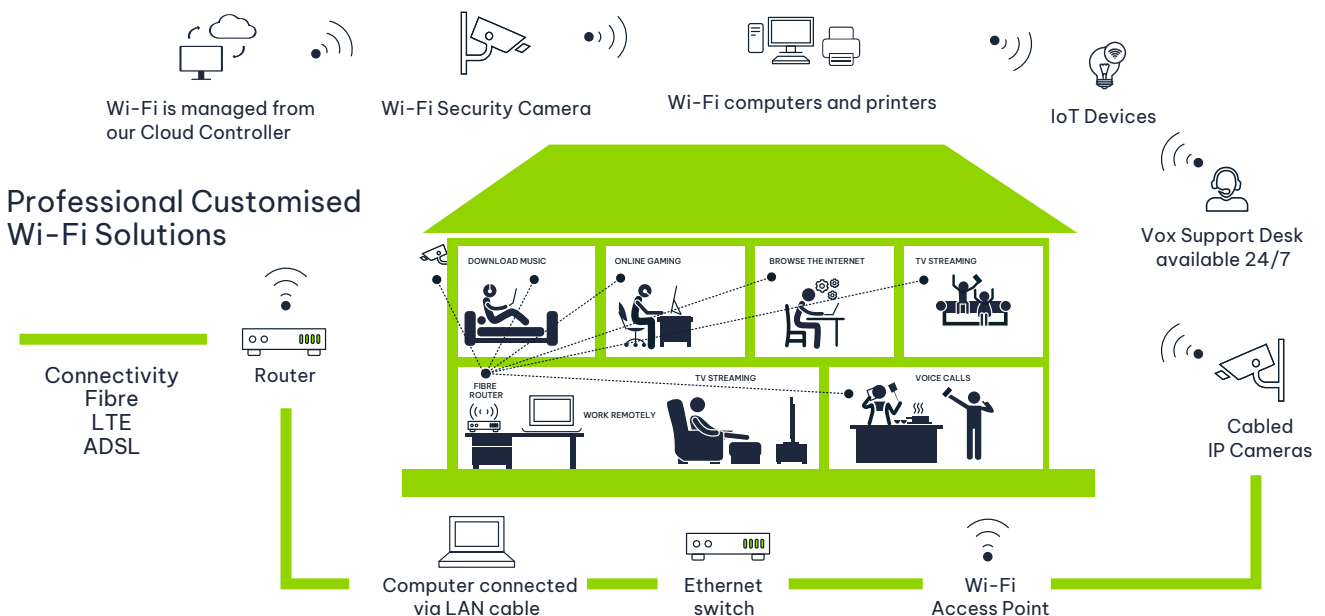 Wi-Fi is managed from
our Cloud Controller
Wi-Fi Security Camera
Wi-Fi computers and printers
IoT Devices
Professional Customised
Wi-Fi Solutions
Vox Support Desk
available 24/7
DOWNLOAD MUSIC
ONLINE GAMING
BROWSE THE INTERNET
TV STREAMING
Connectivity
Fibre
LTE
ADSL
Router
FIBRE
ROUTER
WORK REMOTELY
TV STREAMING
VOICE CALLS
Cabled
IP Cameras
Computer connected
via LAN cable
Ethernet
switch
Wi-Fi
Access Point